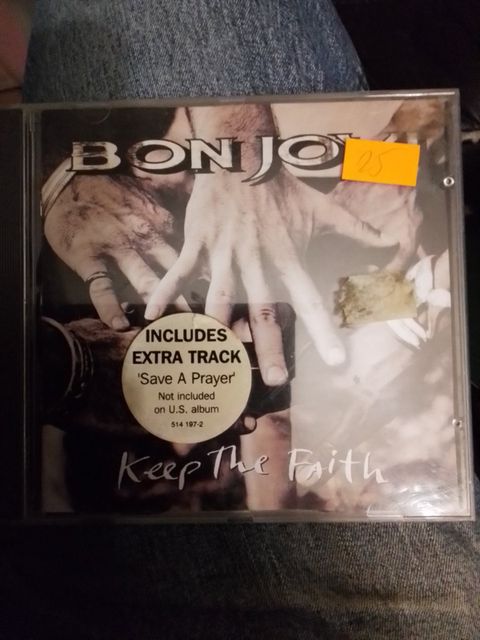 BON JOVI
25
INCLUDES
EXTRA TRACK
'Save A Prayer'
Not included
on U.S. album
514 197-2
Keep The Faith